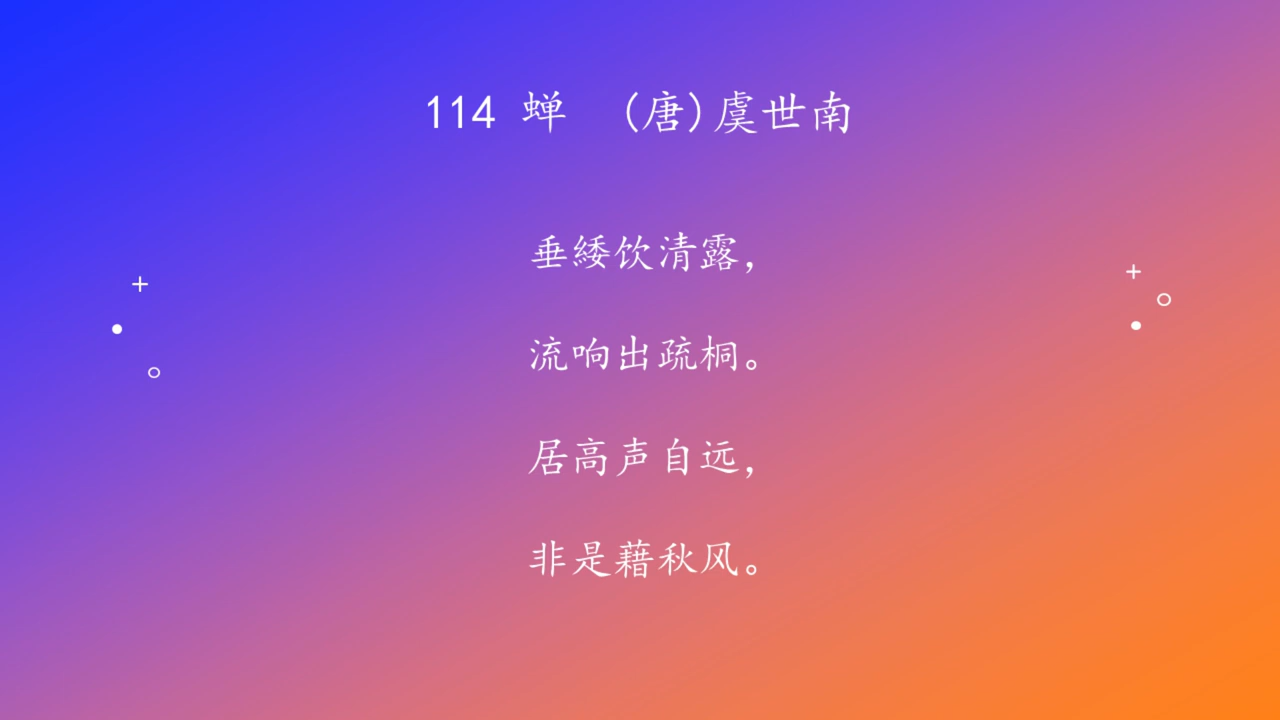 114 蝉 (唐)虞世南
垂緌饮清露，
流响出疏桐。
居高声自远，
非是藉秋风。